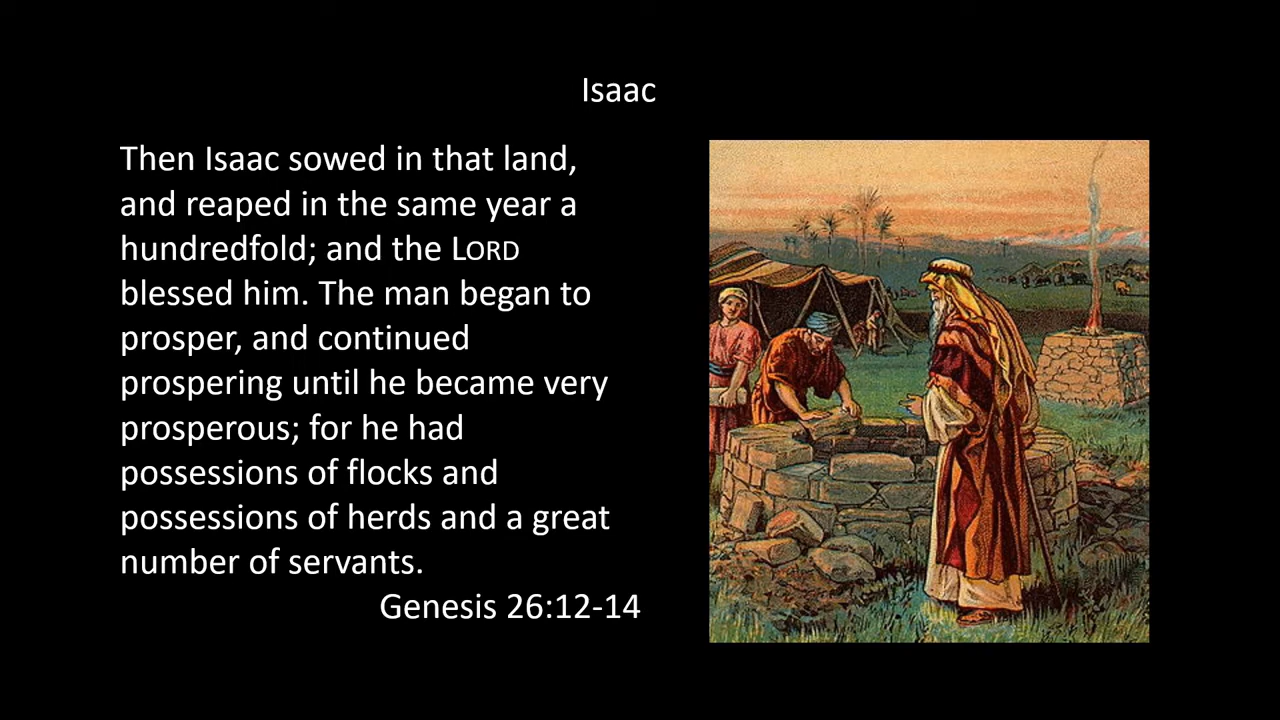 Isaac
Then Isaac sowed in that land,
and reaped in the same year a
hundredfold; and the LORD
blessed him. The man began to
prosper, and continued
prospering until he became very
prosperous; for he had
possessions of flocks and
possessions of herds and a great
number of servants.
Genesis 26:12-14